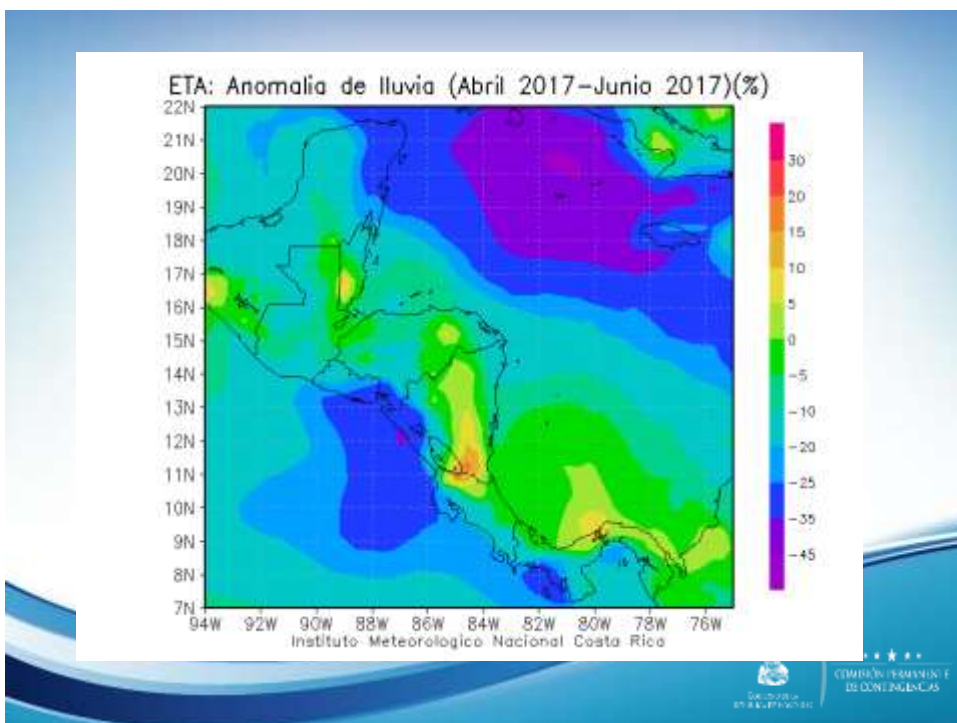 ETA: Anomalia de lluvia (Abril 2017-Junio 2017)(%)
22N
21N
20N
19N
18N
17N
16N
15N
14N
13N
12N
11N
10N
9N
8N
7N
94W 92W 90W 88W 86W 84W 82W 80W 78W 76W
30
20
15
10
5
0
-5
-10
-20
-25
-35
-45
Instituto Meteorologico Nacional Costa Rica
COMISIÓN PERMANENTE
DE CONTINGENCIAS